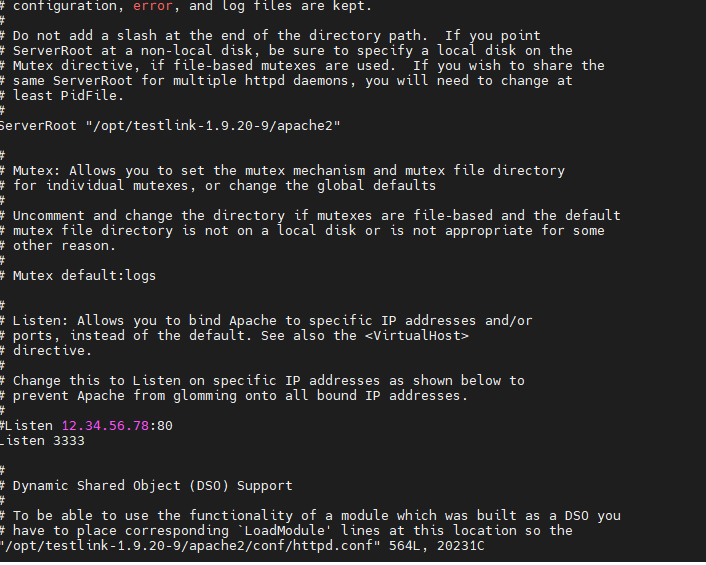 # configuration, error, and log files are kept.
#
# Do not add a slash at the end of the directory path.  If you point
# ServerRoot at a non-local disk, be sure to specify a local disk on the
# Mutex directive, if file-based mutexes are used.  If you wish to share the
# same ServerRoot for multiple httpd daemons, you will need to change at
# least PidFile.
#
ServerRoot "/opt/testlink-1.9.20-9/apache2"

#
# Mutex: Allows you to set the mutex mechanism and mutex file directory
# for individual mutexes, or change the global defaults
#
# Uncomment and change the directory if mutexes are file-based and the default
# mutex file directory is not on a local disk or is not appropriate for some
# other reason.
#
# Mutex default:logs

#
# Listen: Allows you to bind Apache to specific IP addresses and/or
# ports, instead of the default. See also the <VirtualHost>
# directive.
#
# Change this to Listen on specific IP addresses as shown below to
# prevent Apache from glomming onto all bound IP addresses.
#
#Listen 12.34.56.78:80
Listen 3333

#
# Dynamic Shared Object (DSO) Support
#
# To be able to use the functionality of a module which was built as a DSO you
# have to place corresponding `LoadModule' lines at this location so the
"/opt/testlink-1.9.20-9/apache2/conf/httpd.conf" 564L, 20231C